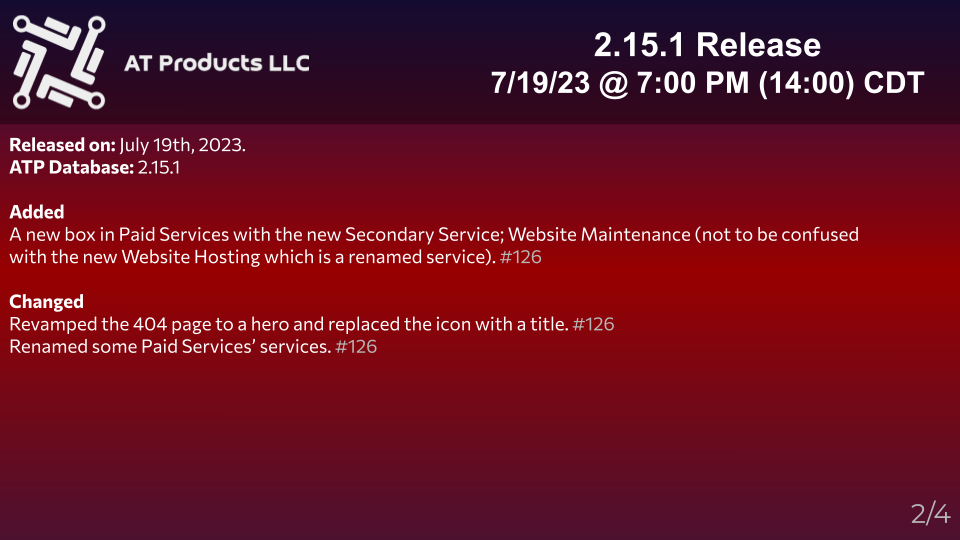 AT Products LLC
2.15.1 Release
7/19/23 @ 7:00 PM (14:00) CDT
Released on: July 19th, 2023.
ATP Database: 2.15.1
Added
A new box in Paid Services with the new Secondary Service; Website Maintenance (not to be confused
with the new Website Hosting which is a renamed service). #126
Changed
Revamped the 404 page to a hero and replaced the icon with a title. #126
Renamed some Paid Services’ services. #126
2/4